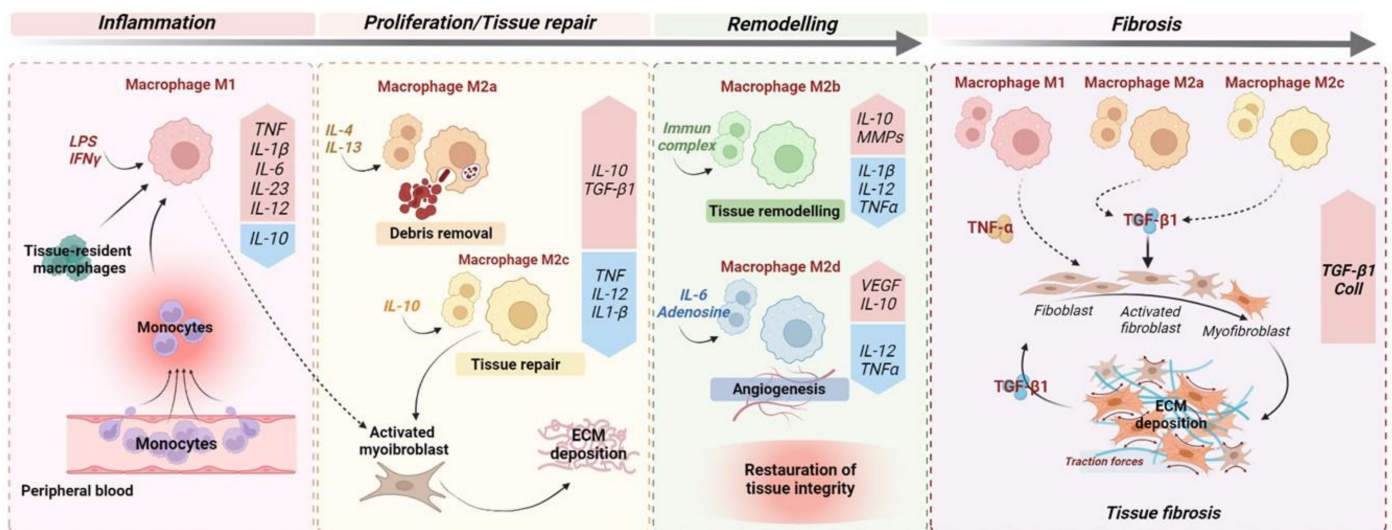 Inflammation
Proliferation/Tissue repair
Remodelling
Fibrosis
Macrophage M1
LPS
IFNγ
TNF
IL-1β
IL-6
IL-23
IL-12
IL-10
Tissue-resident
macrophages
Monocytes
Monocytes
Peripheral blood
Macrophage M2a
IL-4
IL-13
Debris removal
IL-10
TGF-β1
Macrophage M2c
IL-10
Tissue repair
TNF
IL-12
IL1-β
Activated
myoibroblast
ECM
deposition
Macrophage M2b
Immun
complex
IL-10
MMPs
IL-1β
IL-12
TNFα
Tissue remodelling
Macrophage M2d
IL-6
Adenosine
VEGF
IL-10
IL-12
TNFα
Angiogenesis
Restauration of
tissue integrity
Macrophage M1
Macrophage M2a
Macrophage M2c
TNF-α
TGF-β1
TGF-β1
Coll
Fiboblast
Activated
fibroblast
Myofibroblast
TGF-β1
ECM
deposition
Traction forces
Tissue fibrosis